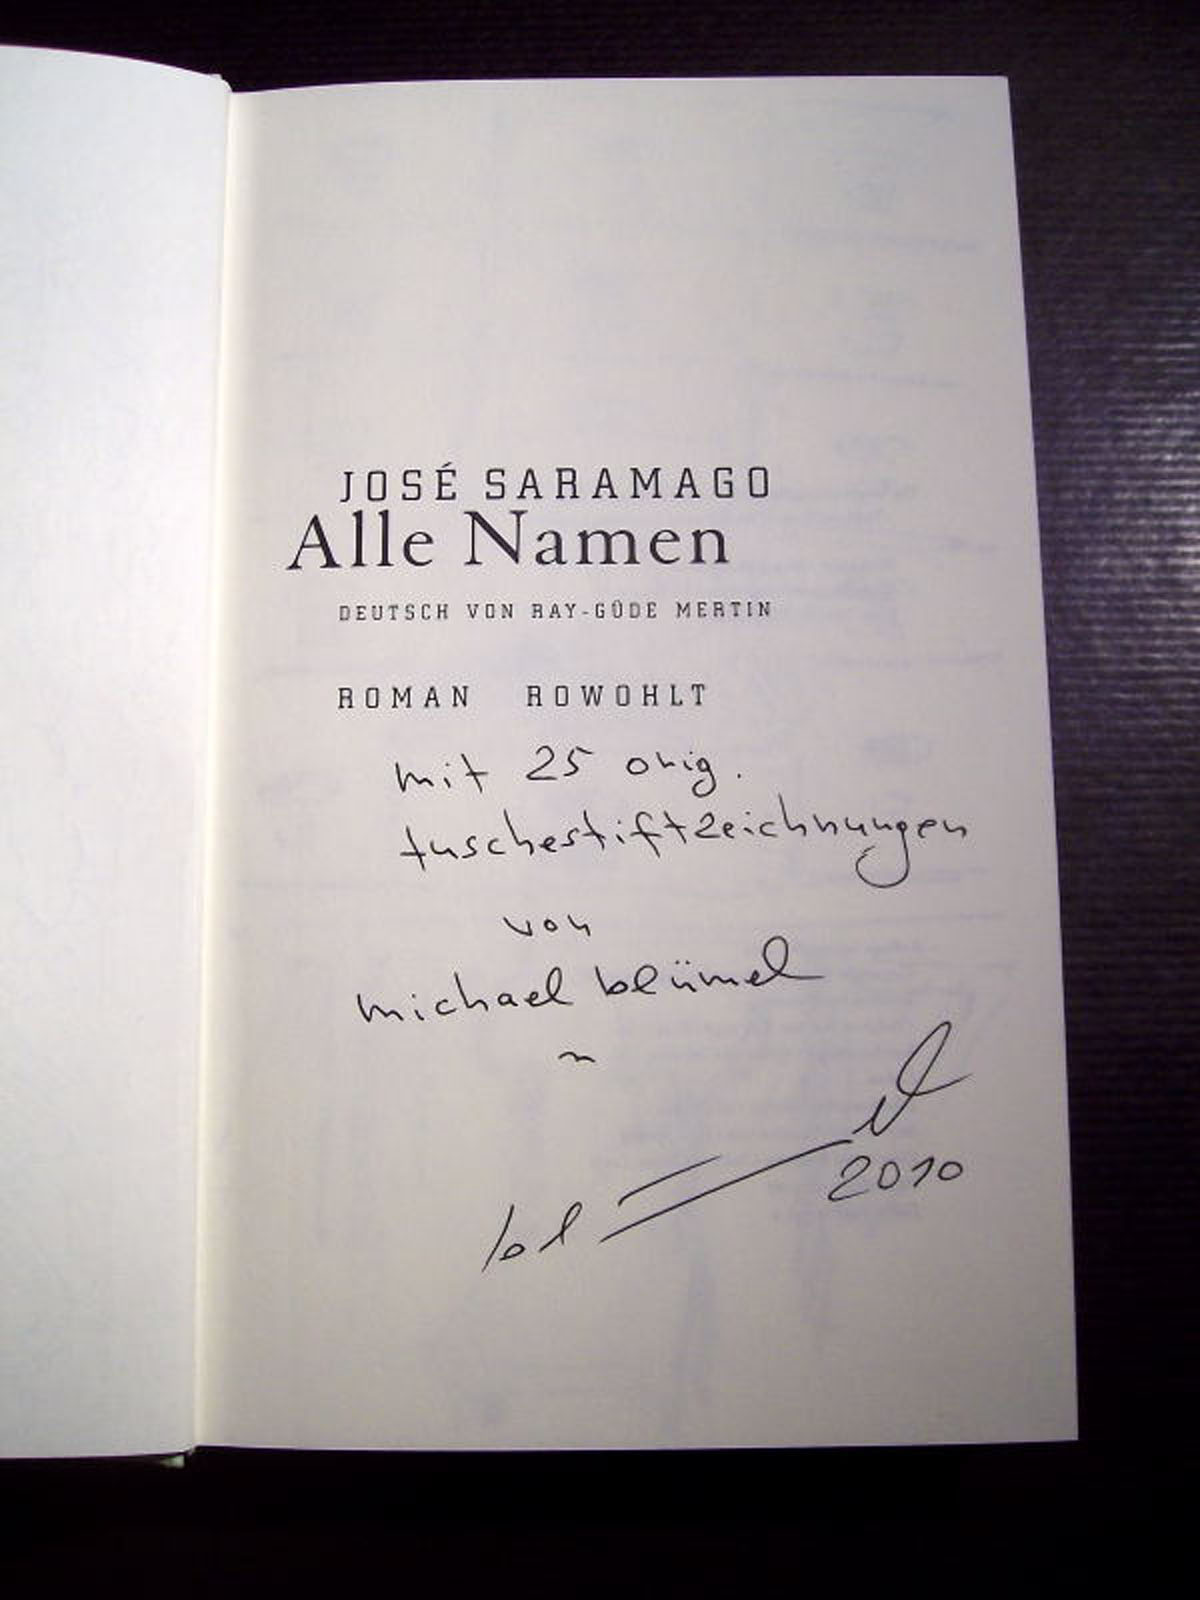 JOSÉ SARAMAGO
Alle Namen
DEUTSCH VON RAY-GÜDE MERTIN
ROMAN ROWOHLT
mit 25 orig.
tuschestiftzeichnungen
von
michael blümel
bl
2010